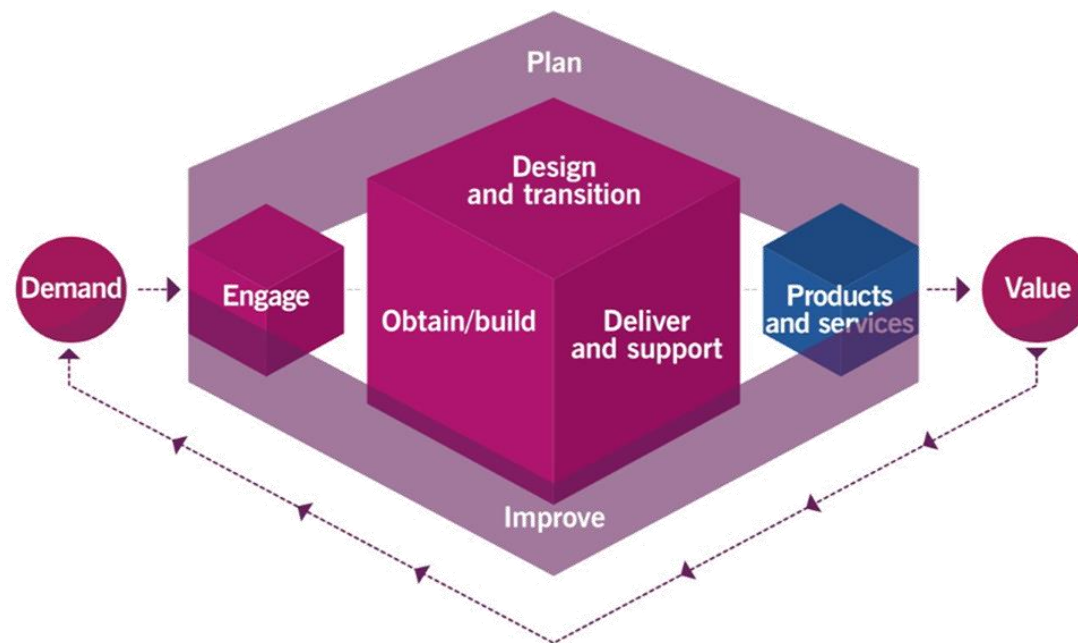 Plan
Design
and transition
Demand
Engage
Obtain/build
Deliver
and support
Products
and services
Value
Improve